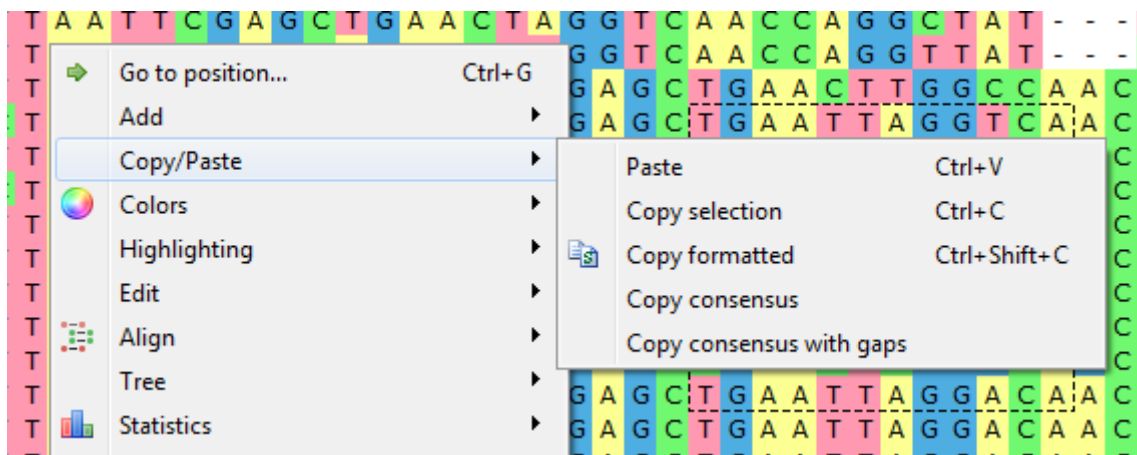 T A A T T C G A G C T G A A C T A G G T C A A C C A G G C T A T - - -
T G G T C A A C C A G G T T A T - - -
T G A G C T G A A C T T G G C C A A C
T G A G C T G A A T T A G G T C A A C
T C
T C
T C
T C
T C
T C
T C
T G A G C T G A A T T A G G A C A A C
T G A G C T G A A T T A G G A C A A C
Go to position... Ctrl+G
Add
Copy/Paste
Colors
Highlighting
Edit
Align
Tree
Statistics
Paste Ctrl+V
Copy selection Ctrl+C
Copy formatted Ctrl+Shift+C
Copy consensus
Copy consensus with gaps